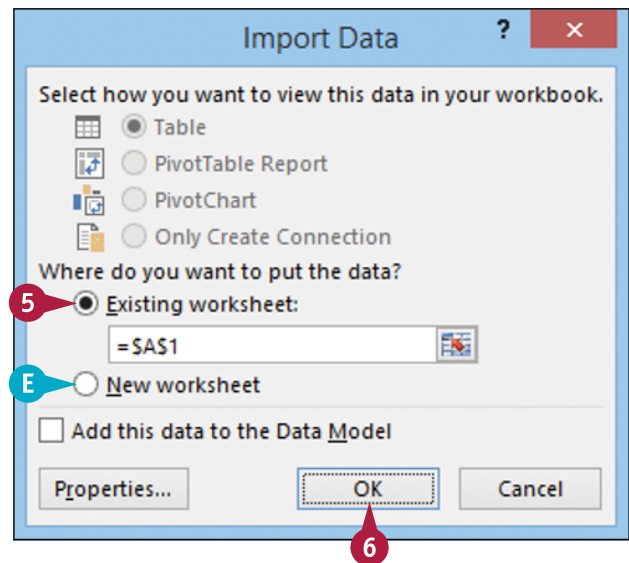 Import Data
?
×
Select how you want to view this data in your workbook.
Table
PivotTable Report
PivotChart
Only Create Connection
Where do you want to put the data?
5 Existing worksheet:
=$A$1
E New worksheet
Add this data to the Data Model
Properties... OK Cancel
6